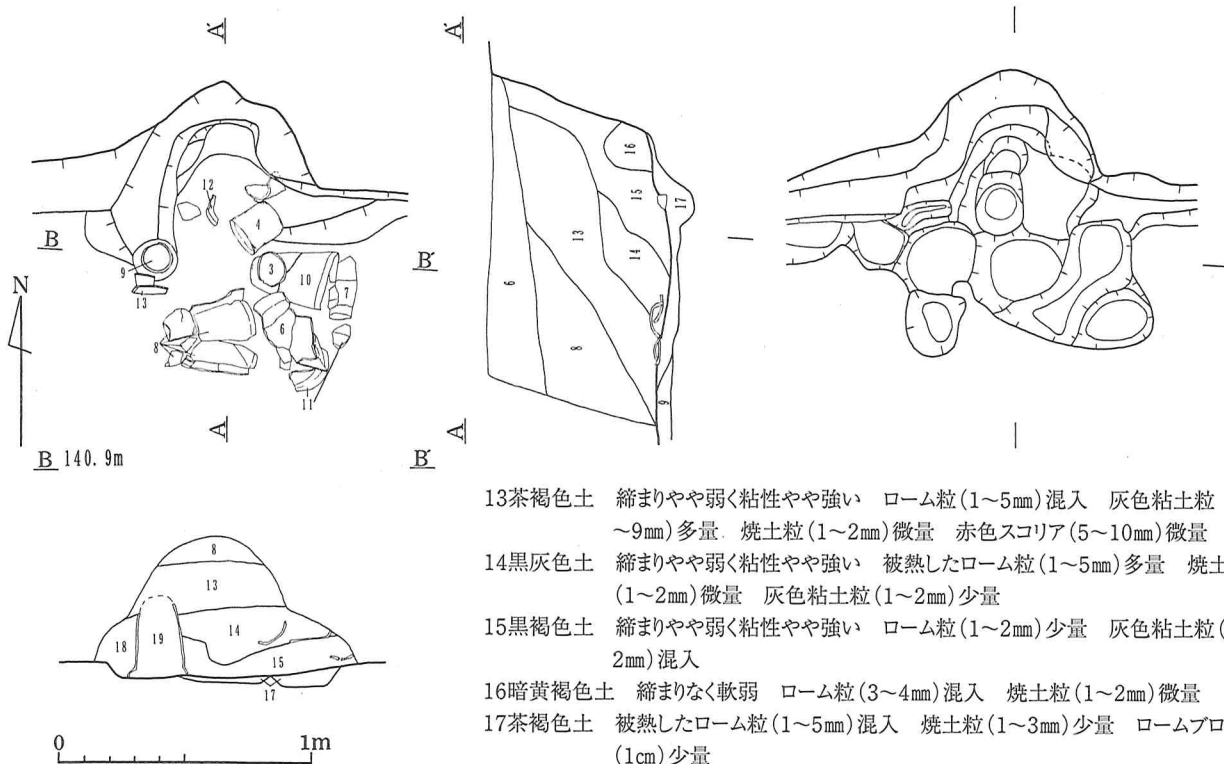 A A'
A A'
B B'
N
12
4
9
3
10
13
7
6
8
11
16
15
17
13
14
6
8
9
B 140.9m B'
8
13
14
18
19
15
17
0 1m
13茶褐色土 締まりやや弱く粘性やや強い ローム粒(1~5㎜)混入 灰色粘土粒
~9㎜)多量 焼土粒(1~2㎜)微量 赤色スコリア(5~10㎜)微量
14黒灰色土 締まりやや弱く粘性やや強い 被熱したローム粒(1~5㎜)多量 焼土
(1~2㎜)微量 灰色粘土粒(1~2㎜)少量
15黒褐色土 締まりやや弱く粘性やや強い ローム粒(1~2㎜)少量 灰色粘土粒(
2㎜)混入
16暗黄褐色土 締まりなく軟弱 ローム粒(3~4㎜)混入 焼土粒(1~2㎜)微量
17茶褐色土 被熱したローム粒(1~5㎜)混入 焼土粒(1~3㎜)少量 ロームブロ
(1㎝)少量